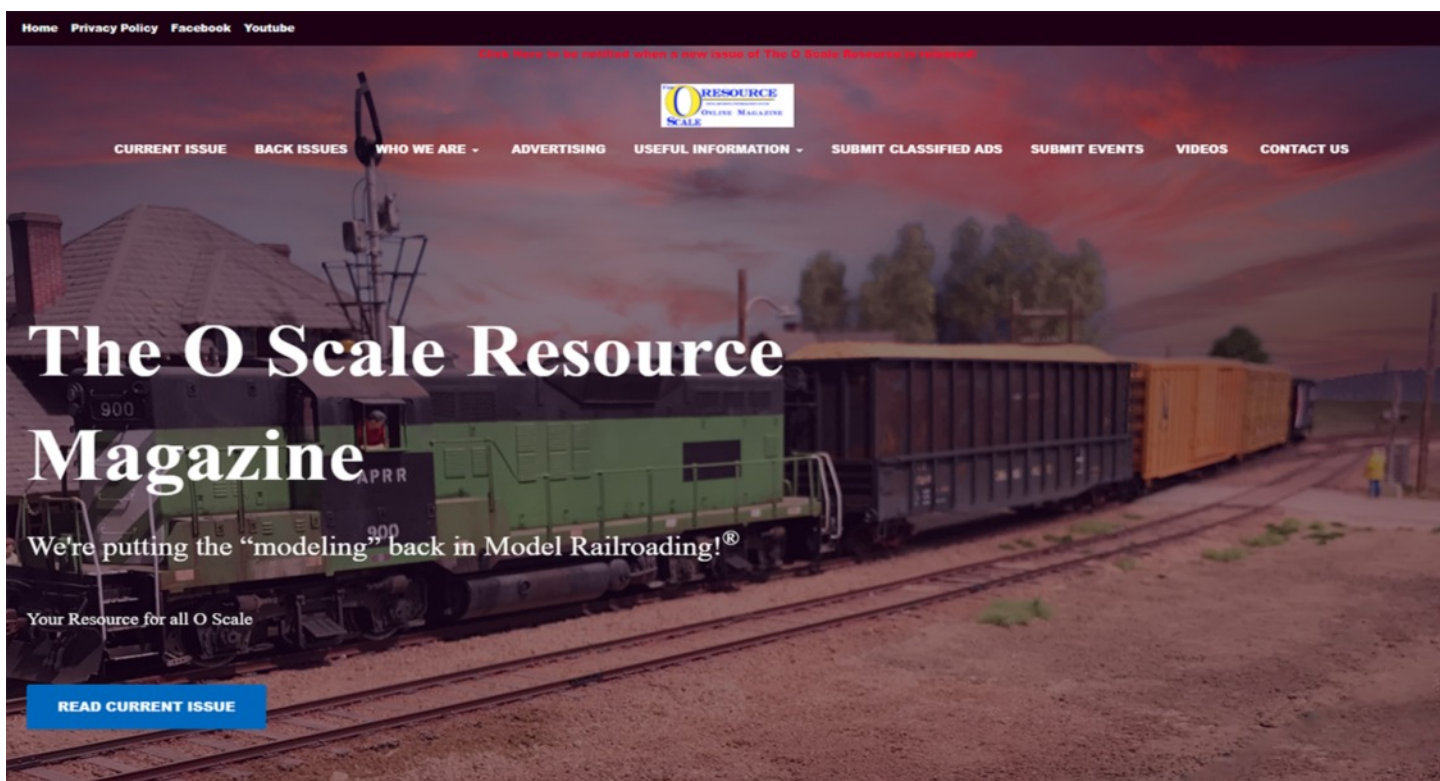 Home Privacy Policy Facebook Youtube
Click Here to be notified when a new issue of The O Scale Resource is released!
THE
O RESOURCE
SCALE ONLINE MAGAZINE
CURRENT ISSUE BACK ISSUES WHO WE ARE ADVERTISING USEFUL INFORMATION SUBMIT CLASSIFIED ADS SUBMIT EVENTS VIDEOS CONTACT US
The O Scale Resource
Magazine
900
APRR
900
We're putting the “modeling” back in Model Railroading!®
Your Resource for all O Scale
READ CURRENT ISSUE